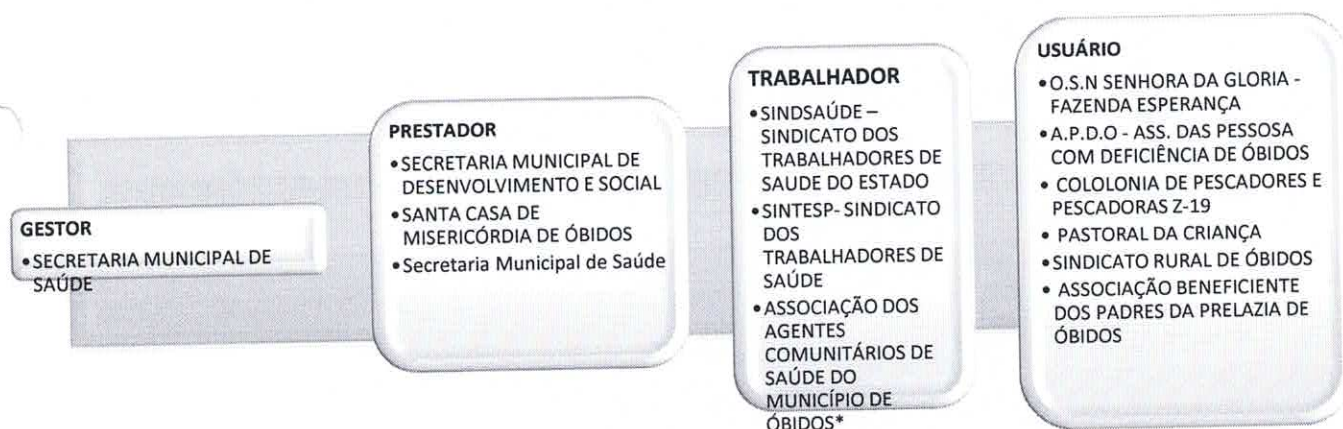 GESTOR
•SECRETARIA MUNICIPAL DE
SAÚDE
PRESTADOR
•SECRETARIA MUNICIPAL DE
DESENVOLVIMENTO E SOCIAL
•SANTA CASA DE
MISERICÓRDIA DE ÓBIDOS
•Secretaria Municipal de Saúde
TRABALHADOR
•SINDSAÚDE –
SINDICATO DOS
TRABALHADORES DE
SAUDE DO ESTADO
•SINTESP- SINDICATO
DOS
TRABALHADORES DE
SAÚDE
•ASSOCIAÇÃO DOS
AGENTES
COMUNITÁRIOS DE
SAÚDE DO
MUNICÍPIO DE
ÓBIDOS*
USUÁRIO
•O.S.N SENHORA DA GLORIA -
FAZENDA ESPERANÇA
•A.P.D.O - ASS. DAS PESSOSA
COM DEFICIÊNCIA DE ÓBIDOS
• COLOLONIA DE PESCADORES E
PESCADORAS Z-19
• PASTORAL DA CRIANÇA
•SINDICATO RURAL DE ÓBIDOS
• ASSOCIAÇÃO BENEFICIENTE
DOS PADRES DA PRELAZIA DE
ÓBIDOS